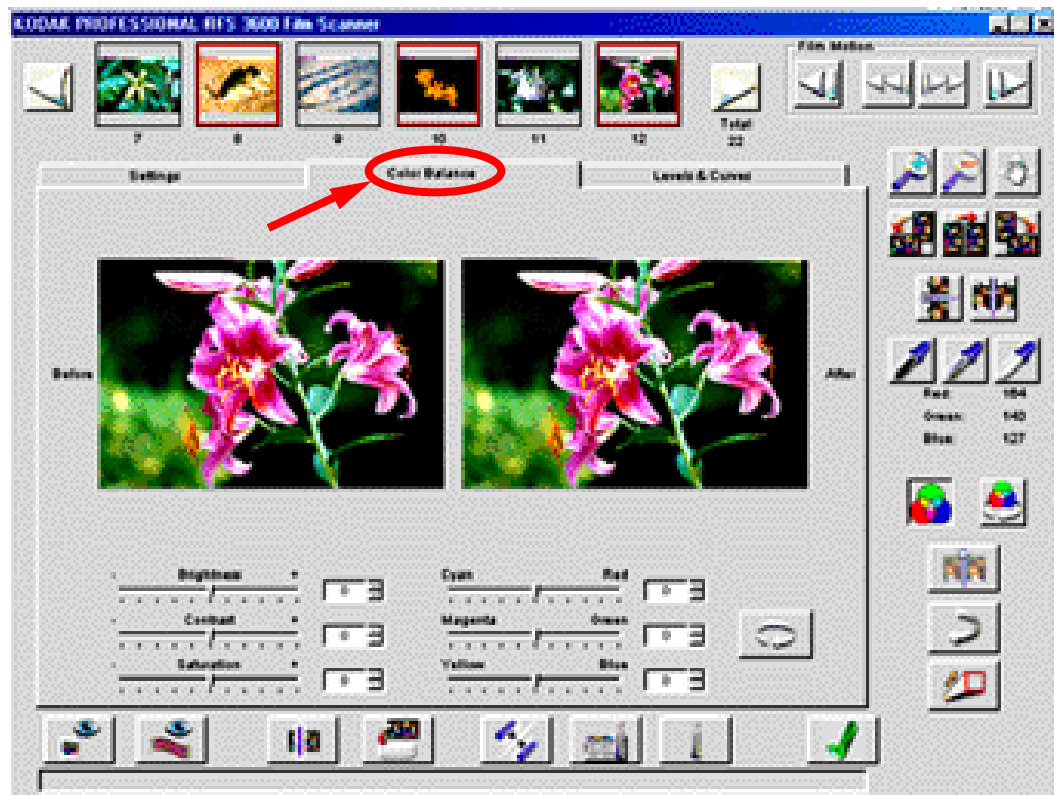 KODAK PROFESSIONAL RFS 3600 Film Scanner
Film Motion
7 8 9 10 11 12
Total
22
Settings Color Balance Levels & Curves
Before After
Red: 164
Green: 140
Blue: 127
- Brightness + 0 Cyan Red 0
- Contrast + 0 Magenta Green 0
- Saturation + 0 Yellow Blue 0